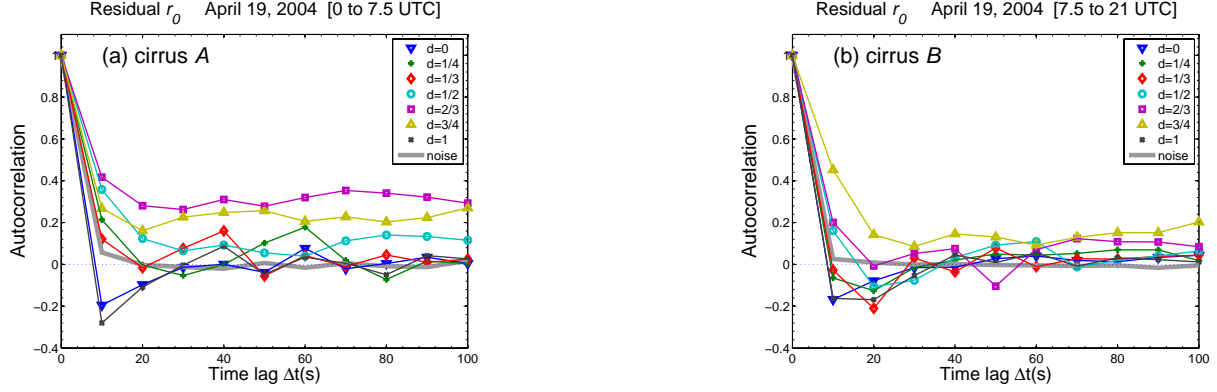 Residual r0 April 19, 2004 [0 to 7.5 UTC]
(a) cirrus A
d=0
d=1/4
d=1/3
d=1/2
d=2/3
d=3/4
d=1
noise
1
0.8
0.6
0.4
0.2
0
−0.2
−0.4
Autocorrelation
0 20 40 60 80 100
Time lag Δt(s)
Residual r0 April 19, 2004 [7.5 to 21 UTC]
(b) cirrus B
d=0
d=1/4
d=1/3
d=1/2
d=2/3
d=3/4
d=1
noise
1
0.8
0.6
0.4
0.2
0
−0.2
−0.4
Autocorrelation
0 20 40 60 80 100
Time lag Δt(s)